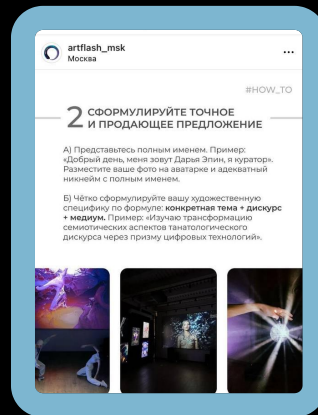 artflash_msk
Москва
#HOW_TO
2 СФОРМУЛИРУЙТЕ ТОЧНОЕ
И ПРОДАЮЩЕЕ ПРЕДЛОЖЕНИЕ
А) Представьтесь полным именем. Пример:
«Добрый день, меня зовут Дарья Эпин, я куратор».
Разместите ваше фото на аватарке и адекватный
никнейм с полным именем.
Б) Чётко сформулируйте вашу художественную
специфику по формуле: конкретная тема + дискурс
+ медиум. Пример: «Изучаю трансформацию
семиотических аспектов танатологического
дискурса через призму цифровых технологий».